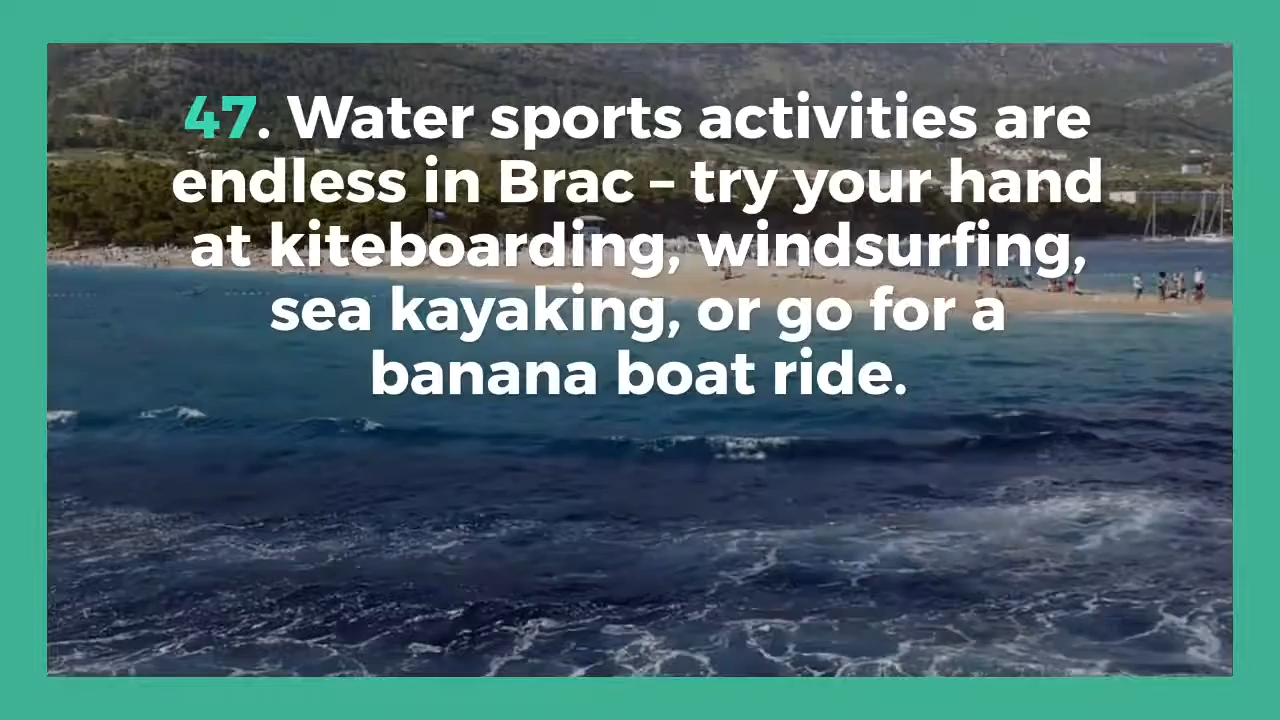 47. Water sports activities are
endless in Brac – try your hand
at kiteboarding, windsurfing,
sea kayaking, or go for a
banana boat ride.